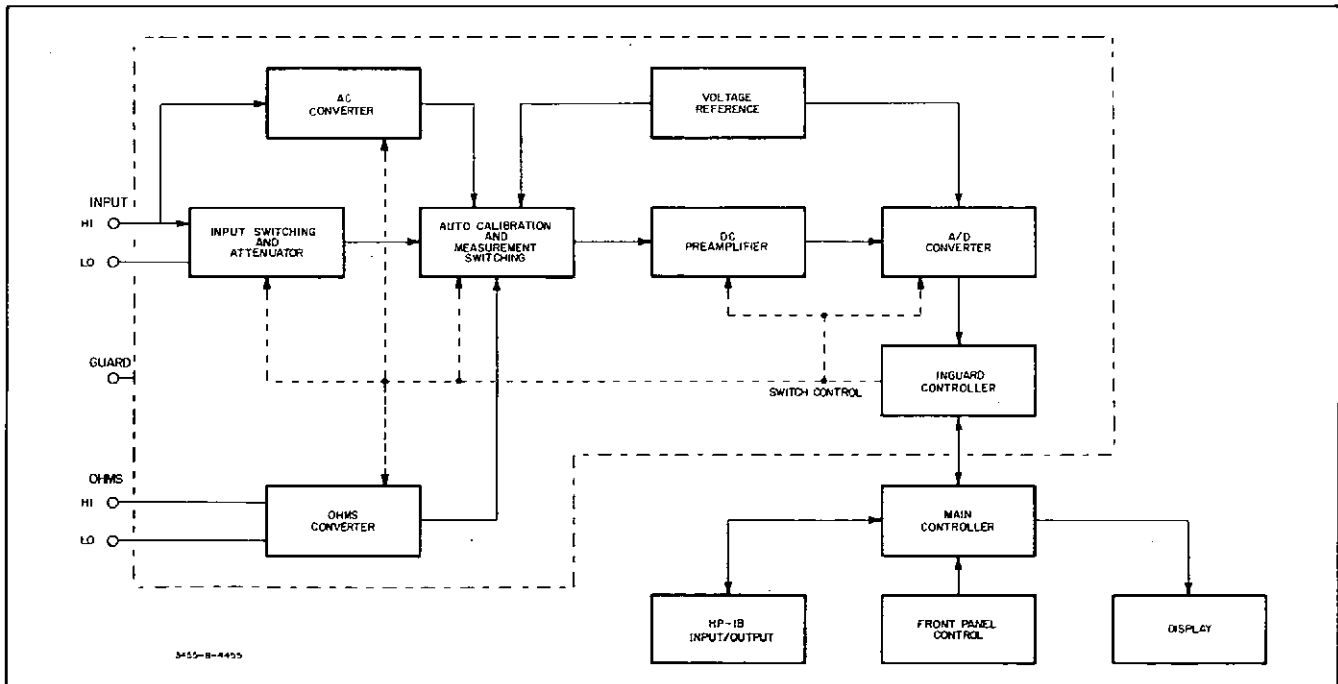 AC
CONVERTER
VOLTAGE
REFERENCE
INPUT
HI
LO
INPUT SWITCHING
AND
ATTENUATOR
AUTO CALIBRATION
AND
MEASUREMENT
SWITCHING
DC
PREAMPLIFIER
A/D
CONVERTER
GUARD
SWITCH CONTROL
INGUARD
CONTROLLER
OHMS
HI
LO
OHMS
CONVERTER
MAIN
CONTROLLER
HP-IB
INPUT/OUTPUT
FRONT PANEL
CONTROL
DISPLAY
3455-B-4455